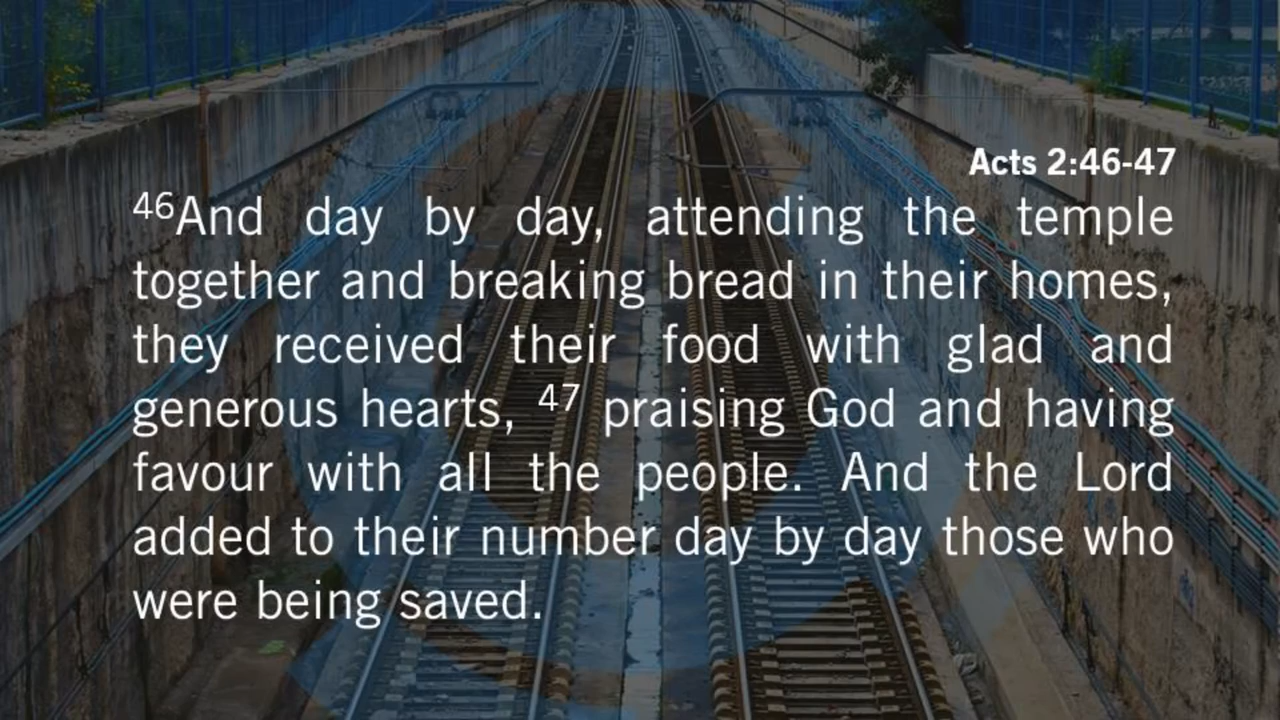 Acts 2:46-47
⁴⁶And day by day, attending the temple
together and breaking bread in their homes,
they received their food with glad and
generous hearts, ⁴⁷ praising God and having
favour with all the people. And the Lord
added to their number day by day those who
were being saved.